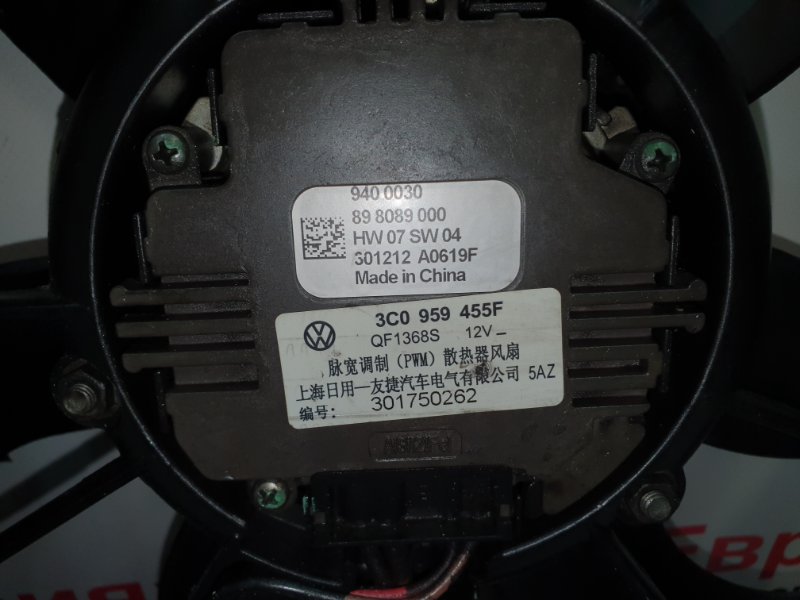 940 0030
89 8089 000
HW 07 SW 04
301212 A0619F
Made in China
3C0 959 455F
QF1368S 12V
脉宽调制（PWM）散热器风扇
上海日用一友捷汽车电气有限公司 5AZ
编号： 301750262
Евр
ия